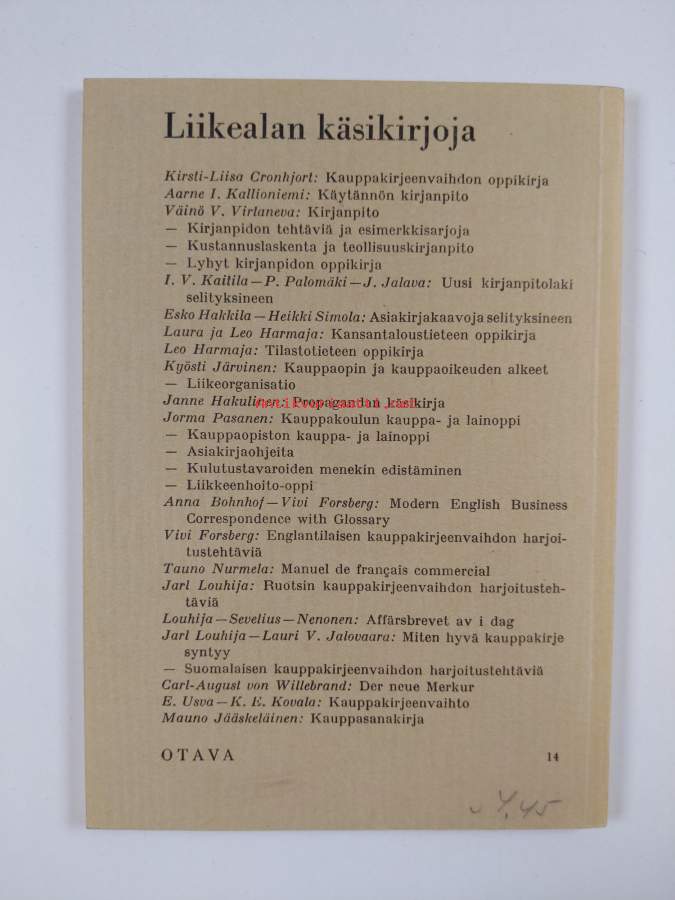 Liikealan käsikirjoja
Kirsti-Liisa Cronhjort: Kauppakirjeenvaihdon oppikirja
Aarne I. Kallioniemi: Käytännön kirjanpito
Väinö V. Virtaneva: Kirjanpito
— Kirjanpidon tehtäviä ja esimerkkisarjoja
— Kustannuslaskenta ja teollisuuskirjanpito
— Lyhyt kirjanpidon oppikirja
I. V. Kaitila — P. Palomäki — J. Jalava: Uusi kirjanpitolaki
selityksineen
Esko Hakkila — Heikki Simola: Asiakirjakaavoja selityksineen
Laura ja Leo Harmaja: Kansantaloustieteen oppikirja
Leo Harmaja: Tilastotieteen oppikirja
Kyösti Järvinen: Kauppaopin ja kauppaoikeuden alkeet
— Liikeorganisatio
Janne Hakulinen: Propagandan käsikirja
Jorma Pasanen: Kauppakoulun kauppa- ja lainoppi
— Kauppaopiston kauppa- ja lainoppi
— Asiakirjaohjeita
— Kulutustavaroiden menekin edistäminen
— Liikkeenhoito-oppi
Anna Bohnhof — Vivi Forsberg: Modern English Business
Correspondence with Glossary
Vivi Forsberg: Englantilaisen kauppakirjeenvaihdon harjoi-
tustehtäviä
Tauno Nurmela: Manuel de français commercial
Jarl Louhija: Ruotsin kauppakirjeenvaihdon harjoitusteh-
täviä
Louhija — Sevelius — Nenonen: Affärsbrevet av i dag
Jarl Louhija — Lauri V. Jalovaara: Miten hyvä kauppakirje
syntyy
— Suomalaisen kauppakirjeenvaihdon harjoitustehtäviä
Carl-August von Willebrand: Der neue Merkur
E. Usva — K. E. Kovala: Kauppakirjeenvaihto
Mauno Jääskeläinen: Kauppasanakirja
OTAVA 14
4,45